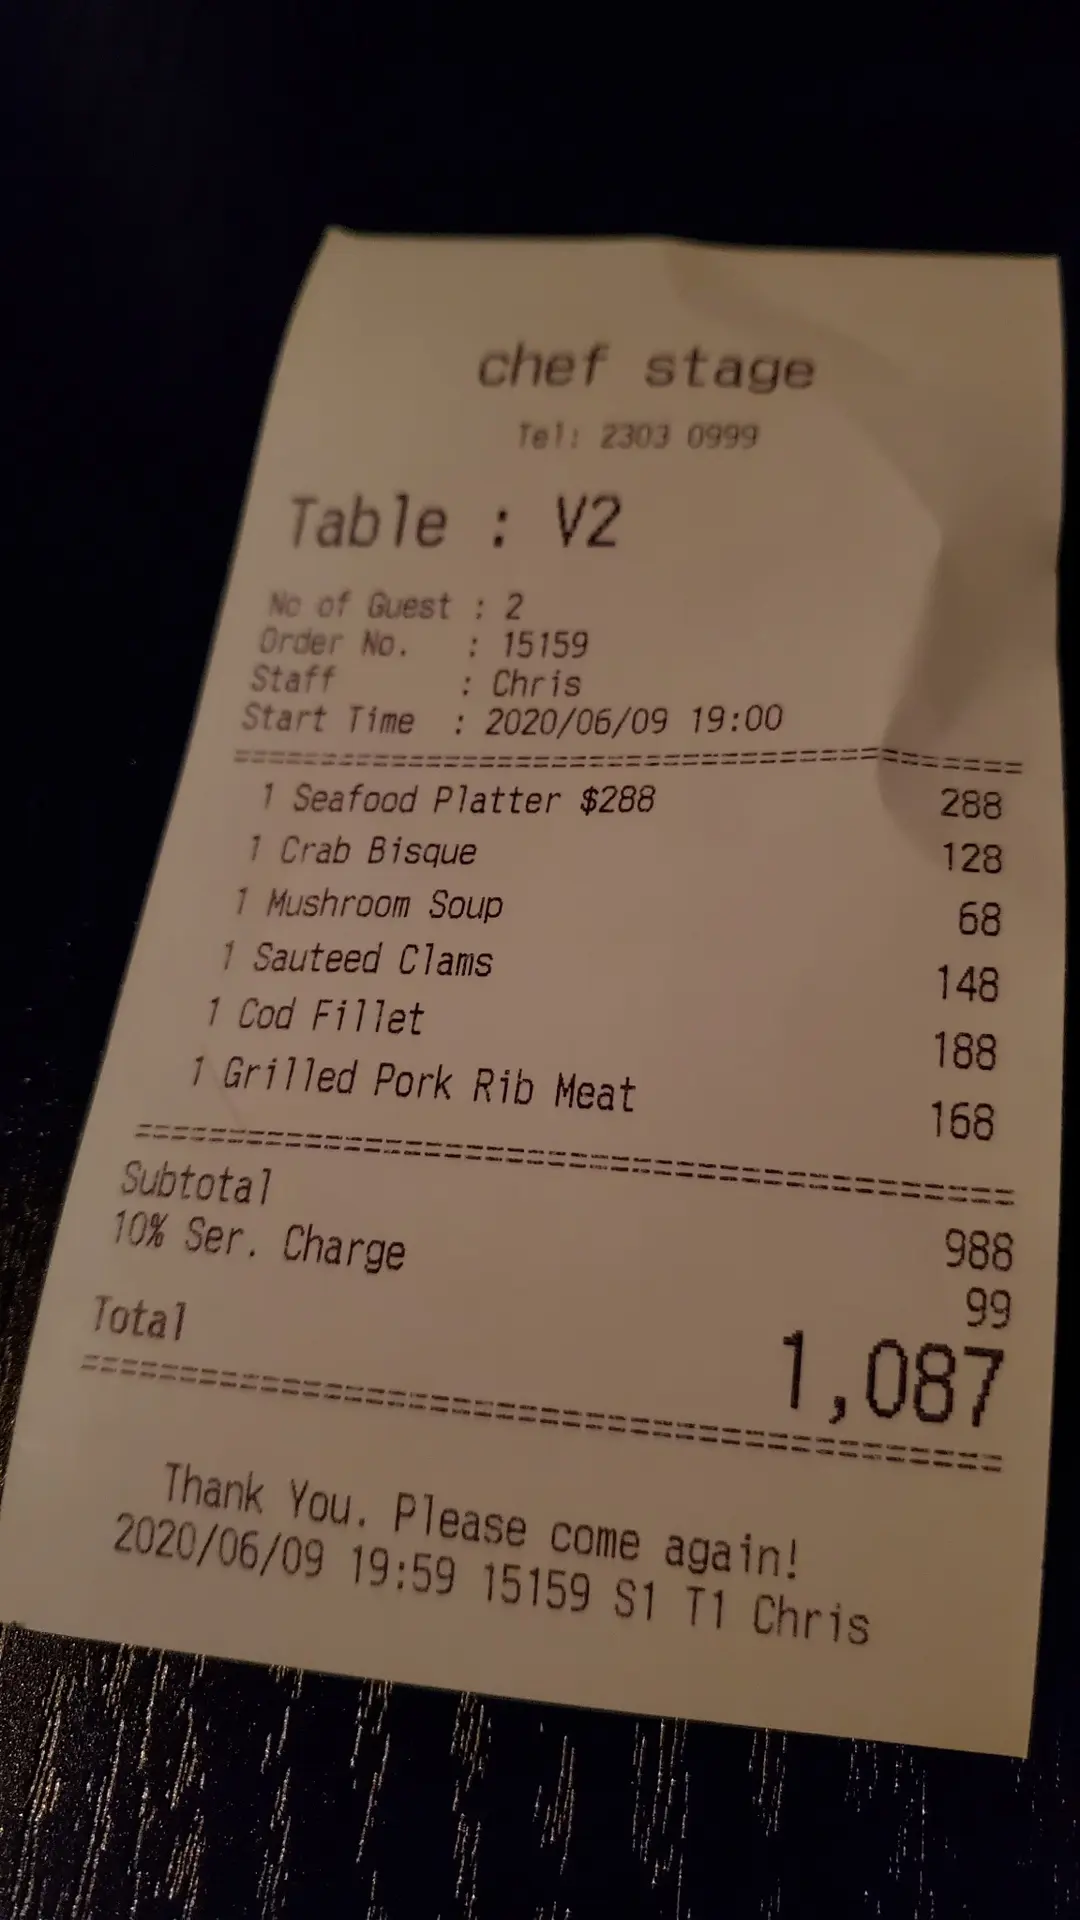 chef stage
Tel: 2303 0999
Table : V2
No of Guest : 2
Order No. : 15159
Staff : Chris
Start Time : 2020/06/09 19:00
==================================================
1 Seafood Platter $288 288
1 Crab Bisque 128
1 Mushroom Soup 68
1 Sauteed Clams 148
1 Cod Fillet 188
1 Grilled Pork Rib Meat 168
==================================================
Subtotal 988
10% Ser. Charge 99
Total 1,087
==================================================
Thank You. Please come again!
2020/06/09 19:59 15159 S1 T1 Chris